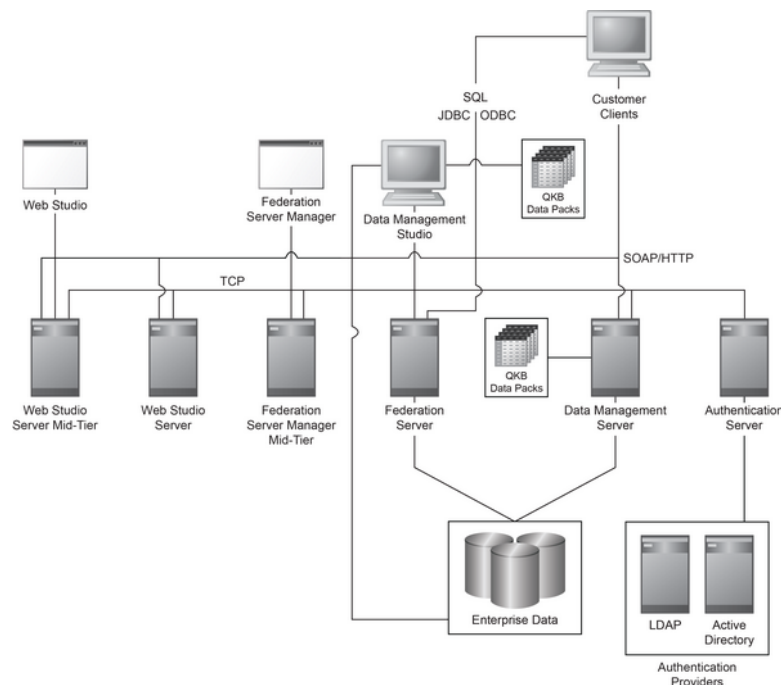 SQL
JDBC
ODBC
Customer
Clients
Web Studio
Federation
Server Manager
Data Management
Studio
QKB
Data Packs
SOAP/HTTP
TCP
Web Studio
Server Mid-Tier
Web Studio
Server
Federation
Server Manager
Mid-Tier
Federation
Server
QKB
Data Packs
Data Management
Server
Authentication
Server
Enterprise Data
LDAP
Active
Directory
Authentication
Providers